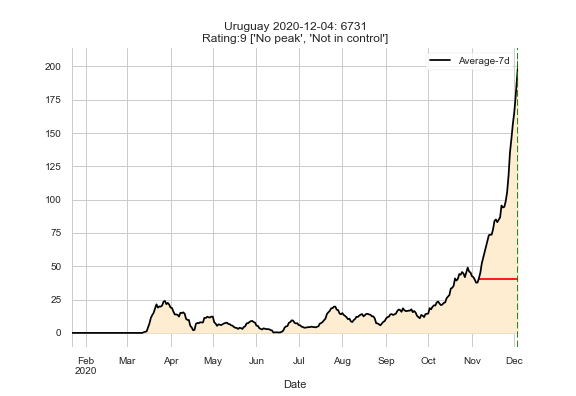 Uruguay 2020-12-04: 6731
Rating:9 ['No peak', 'Not in control']
Average-7d
200
175
150
125
100
75
50
25
0
Feb Mar Apr May Jun Jul Aug Sep Oct Nov Dec
2020
Date